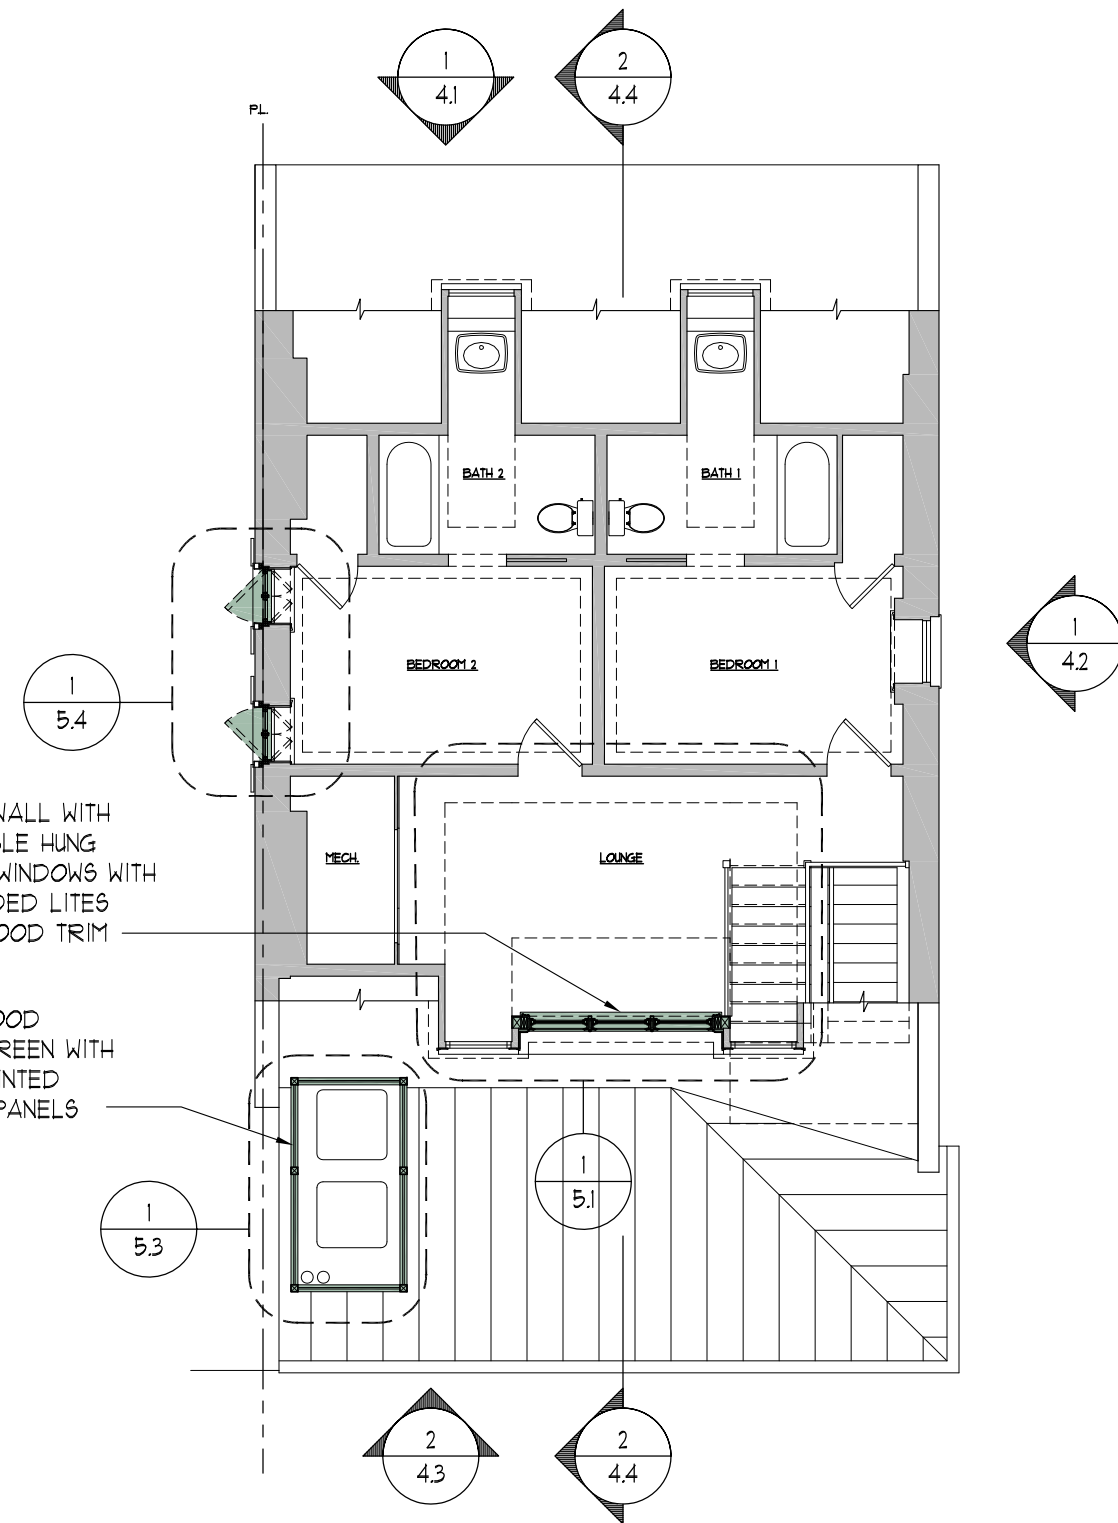 1
4.1
2
4.4
P.L.
BATH 2
BATH 1
BEDROOM 2
BEDROOM 1
1
4.2
1
5.4
WALL WITH
BLE HUNG
WINDOWS WITH
DED LITES
OOD TRIM
MECH.
LOUNGE
OOD
REEN WITH
NTED
PANELS
1
5.1
1
5.3
2
4.3
2
4.4